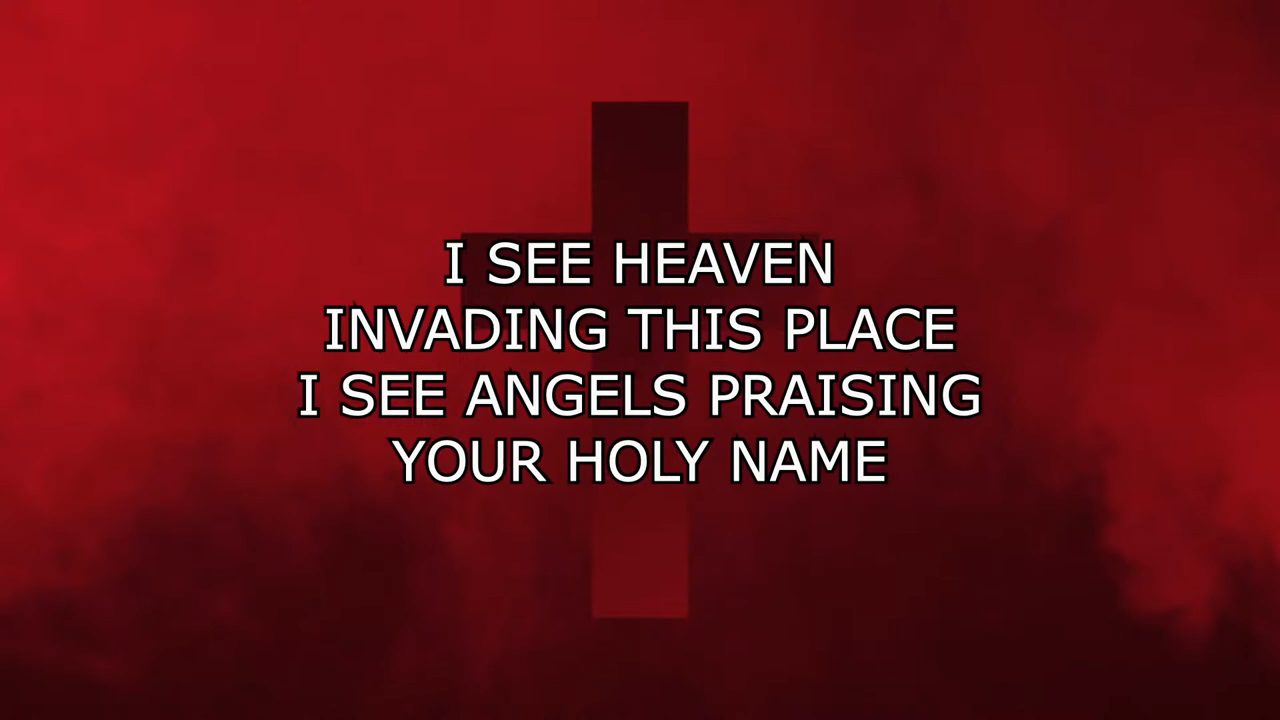 I SEE HEAVEN
INVADING THIS PLACE
I SEE ANGELS PRAISING
YOUR HOLY NAME